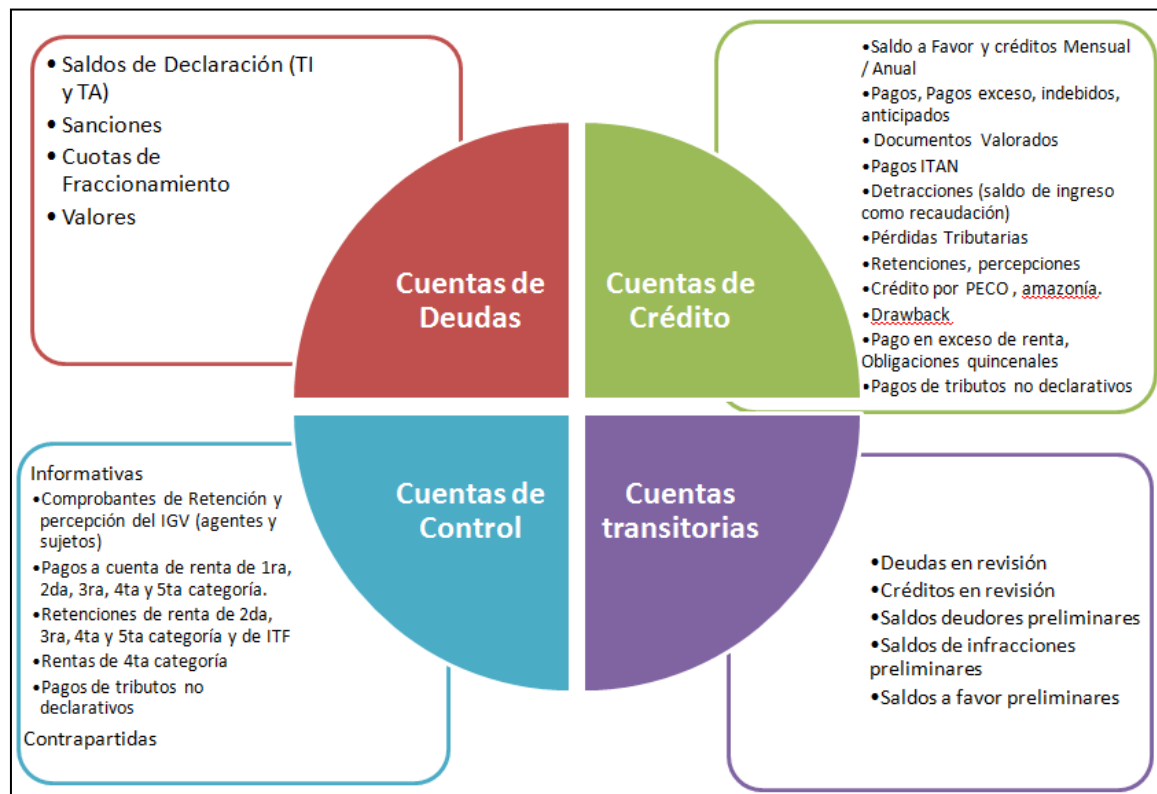 • Saldos de Declaración (TI
y TA)
• Sanciones
• Cuotas de
Fraccionamiento
• Valores
•Saldo a Favor y créditos Mensual
/ Anual
•Pagos, Pagos exceso, indebidos,
anticipados
• Documentos Valorados
•Pagos ITAN
•Detracciones (saldo de ingreso
como recaudación)
•Pérdidas Tributarias
•Retenciones, percepciones
•Crédito por PECO , amazonía.
•Drawback
•Pago en exceso de renta,
Obligaciones quincenales
•Pagos de tributos no declarativos
Cuentas de
Deudas
Cuentas de
Crédito
Cuentas de
Control
Cuentas
transitorias
Informativas
•Comprobantes de Retención y
percepción del IGV (agentes y
sujetos)
•Pagos a cuenta de renta de 1ra,
2da, 3ra, 4ta y 5ta categoría.
•Retenciones de renta de 2da,
3ra, 4ta y 5ta categoría y de ITF
•Rentas de 4ta categoría
•Pagos de tributos no
declarativos
Contrapartidas
•Deudas en revisión
•Créditos en revisión
•Saldos deudores preliminares
•Saldos de infracciones
preliminares
•Saldos a favor preliminares